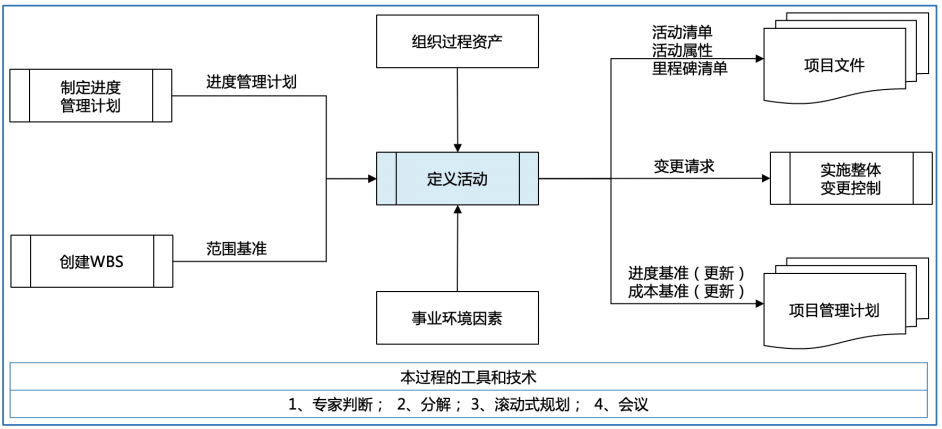 组织过程资产
活动清单
活动属性
里程碑清单
项目文件
制定进度
管理计划
进度管理计划
定义活动
变更请求
实施整体
变更控制
创建WBS
范围基准
进度基准（更新）
成本基准（更新）
项目管理计划
事业环境因素
本过程的工具和技术
1、专家判断； 2、分解； 3、滚动式规划； 4、会议